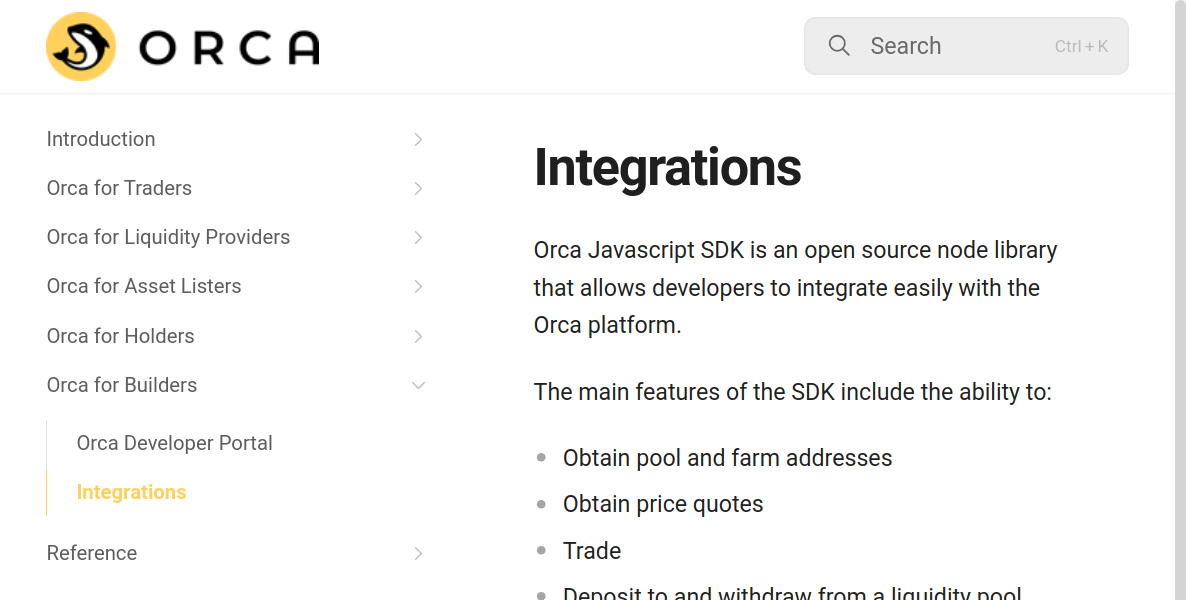 ORCA
Search
Ctrl + K
Introduction
Orca for Traders
Orca for Liquidity Providers
Orca for Asset Listers
Orca for Holders
Orca for Builders
Orca Developer Portal
Integrations
Reference
Integrations
Orca Javascript SDK is an open source node library
that allows developers to integrate easily with the
Orca platform.
The main features of the SDK include the ability to:
Obtain pool and farm addresses
Obtain price quotes
Trade
Deposit to and withdraw from a liquidity pool